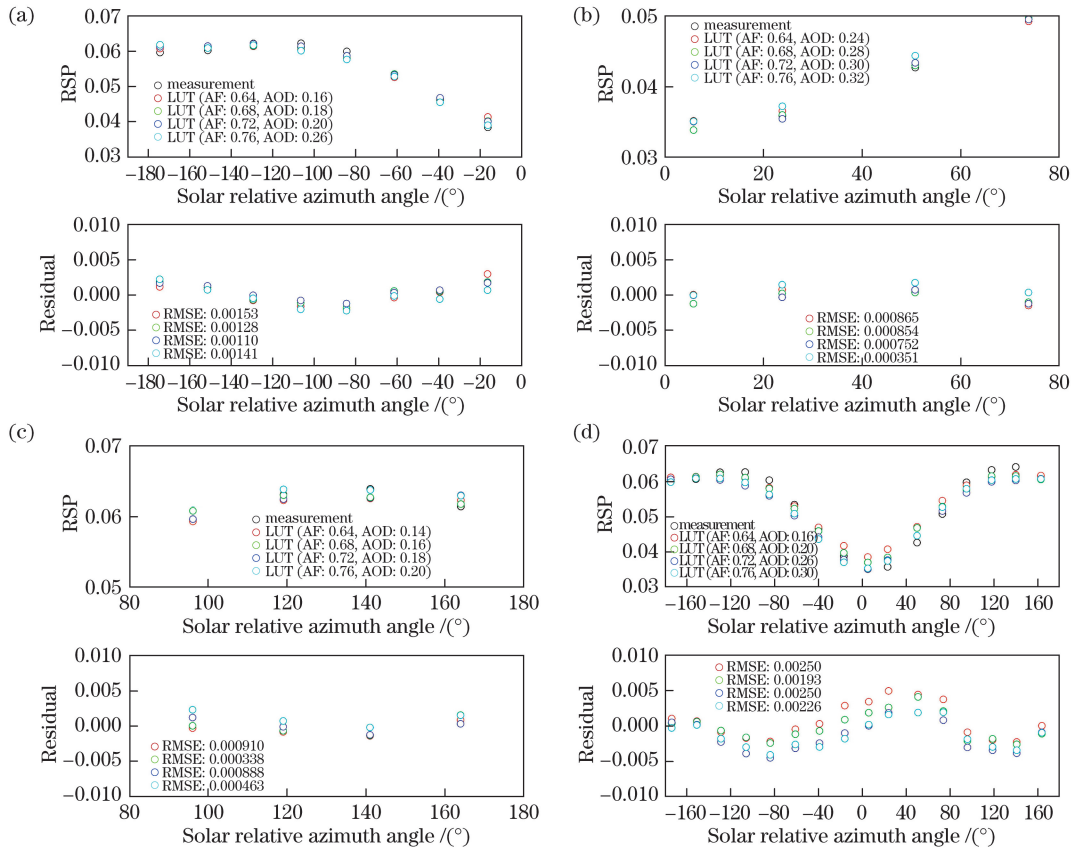 (a)
0.07
0.06
0.05
0.04
0.03
RSP
measurement
LUT (AF: 0.64, AOD: 0.16)
LUT (AF: 0.68, AOD: 0.18)
LUT (AF: 0.72, AOD: 0.20)
LUT (AF: 0.76, AOD: 0.26)
−180 −160 −140 −120 −100 −80 −60 −40 −20 0
Solar relative azimuth angle /(°)
0.010
0.005
0.000
−0.005
−0.010
Residual
RMSE: 0.00153
RMSE: 0.00128
RMSE: 0.00110
RMSE: 0.00141
−180 −160 −140 −120 −100 −80 −60 −40 −20 0
Solar relative azimuth angle /(°)
(b)
0.05
0.04
0.03
RSP
measurement
LUT (AF: 0.64, AOD: 0.24)
LUT (AF: 0.68, AOD: 0.28)
LUT (AF: 0.72, AOD: 0.30)
LUT (AF: 0.76, AOD: 0.32)
0 20 40 60 80
Solar relative azimuth angle /(°)
0.010
0.005
0.000
−0.005
−0.010
Residual
RMSE: 0.000865
RMSE: 0.000854
RMSE: 0.000752
RMSE: 0.000351
0 20 40 60 80
Solar relative azimuth angle /(°)
(c)
0.07
0.06
0.05
RSP
measurement
LUT (AF: 0.64, AOD: 0.14)
LUT (AF: 0.68, AOD: 0.16)
LUT (AF: 0.72, AOD: 0.18)
LUT (AF: 0.76, AOD: 0.20)
80 100 120 140 160 180
Solar relative azimuth angle /(°)
0.010
0.005
0.000
−0.005
−0.010
Residual
RMSE: 0.000910
RMSE: 0.000338
RMSE: 0.000888
RMSE: 0.000463
80 100 120 140 160 180
Solar relative azimuth angle /(°)
(d)
0.07
0.06
0.05
0.04
0.03
RSP
measurement
LUT (AF: 0.64, AOD: 0.16)
LUT (AF: 0.68, AOD: 0.20)
LUT (AF: 0.72, AOD: 0.26)
LUT (AF: 0.76, AOD: 0.30)
−160 −120 −80 −40 0 40 80 120 160
Solar relative azimuth angle /(°)
0.010
0.005
0.000
−0.005
−0.010
Residual
RMSE: 0.00250
RMSE: 0.00193
RMSE: 0.00250
RMSE: 0.00226
−160 −120 −80 −40 0 40 80 120 160
Solar relative azimuth angle /(°)